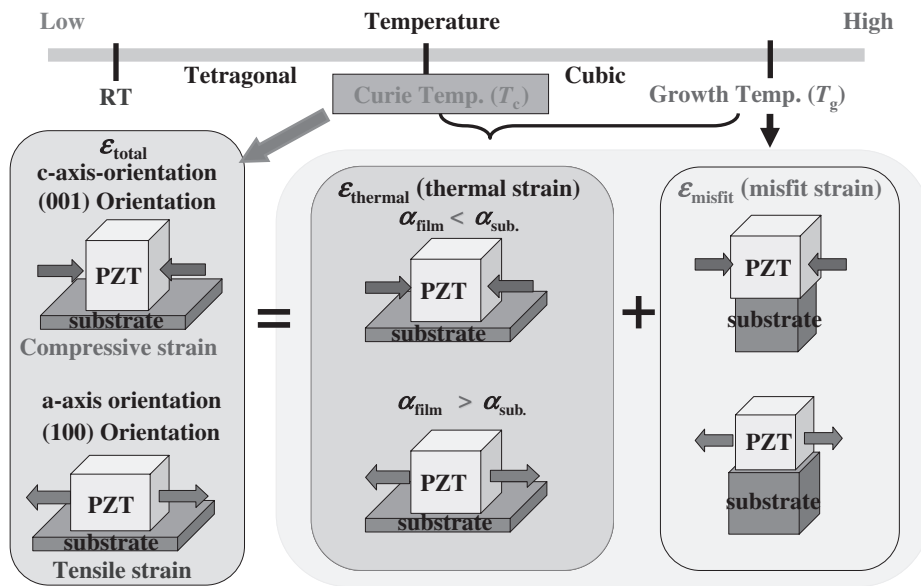 Low Temperature High
Tetragonal Cubic
RT Curie Temp. (Tc) Growth Temp. (Tg)
εtotal
c-axis-orientation
(001) Orientation
PZT
substrate
Compressive strain
a-axis orientation
(100) Orientation
PZT
substrate
Tensile strain
=
εthermal (thermal strain)
αfilm < αsub.
PZT
substrate
αfilm > αsub.
PZT
substrate
+
εmisfit (misfit strain)
PZT
substrate
PZT
substrate